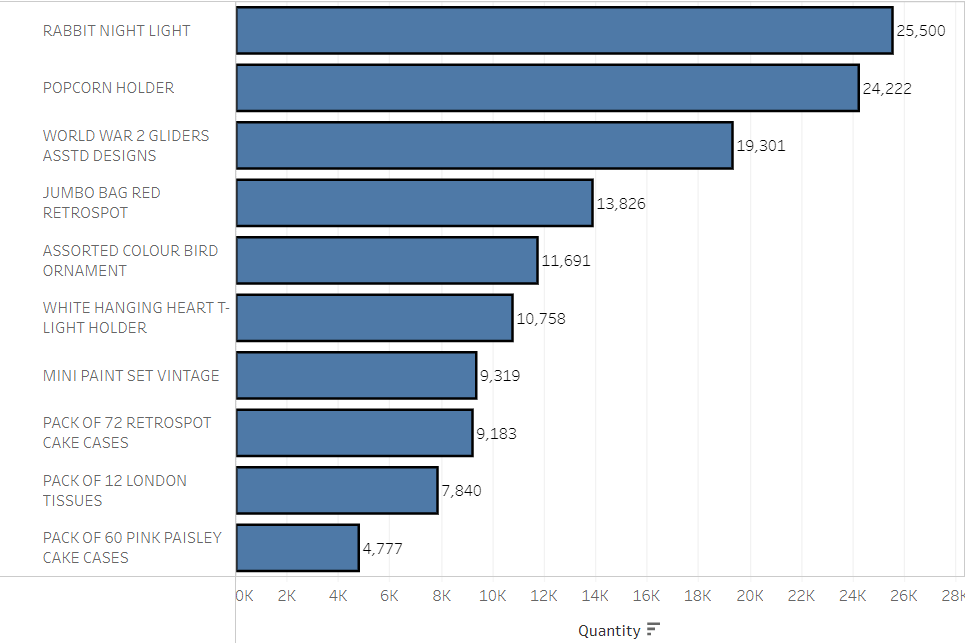 RABBIT NIGHT LIGHT
25,500
POPCORN HOLDER
24,222
WORLD WAR 2 GLIDERS
ASSTD DESIGNS
19,301
JUMBO BAG RED
RETROSPOT
13,826
ASSORTED COLOUR BIRD
ORNAMENT
11,691
WHITE HANGING HEART T-
LIGHT HOLDER
10,758
MINI PAINT SET VINTAGE
9,319
PACK OF 72 RETROSPOT
CAKE CASES
9,183
PACK OF 12 LONDON
TISSUES
7,840
PACK OF 60 PINK PAISLEY
CAKE CASES
4,777
0K 2K 4K 6K 8K 10K 12K 14K 16K 18K 20K 22K 24K 26K 28K
Quantity